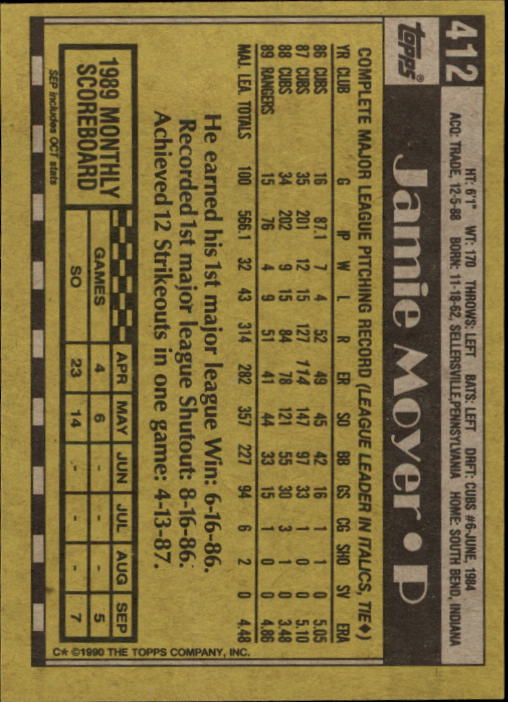 412
topps®
HT: 6'1" WT: 170 THROWS: LEFT BATS: LEFT DRFT: CUBS #6-JUNE, 1984
ACQ: TRADE, 12-5-88 BORN: 11-18-62, SELLERSVILLE, PENNSYLVANIA HOME: SOUTH BEND, INDIANA
Jamie Moyer • P
COMPLETE MAJOR LEAGUE PITCHING RECORD (LEAGUE LEADER IN ITALICS, TIE♦)
YR CLUB G IP W L R ER SO BB GS CG SHO SV ERA
86 CUBS 16 87.1 7 4 52 49 45 42 16 1 1 0 5.05
87 CUBS 35 201 12 15 127 114 147 97 33 1 0 0 5.10
88 CUBS 34 202 9 15 84 78 121 55 30 3 1 0 3.48
89 RANGERS 15 76 4 9 51 41 44 33 15 1 0 0 4.86
MAJ. LEA. TOTALS 100 566.1 32 43 314 282 357 227 94 6 2 0 4.48
He earned his 1st major league Win: 6-16-86.
Recorded 1st major league Shutout: 8-16-86.
Achieved 12 Strikeouts in one game: 4-13-87.
1989 MONTHLY
SCOREBOARD
APR MAY JUN JUL AUG SEP
GAMES 4 6 - - - 5
SO 23 14 - - - 7
SEP includes OCT stats
C* ©1990 THE TOPPS COMPANY, INC.